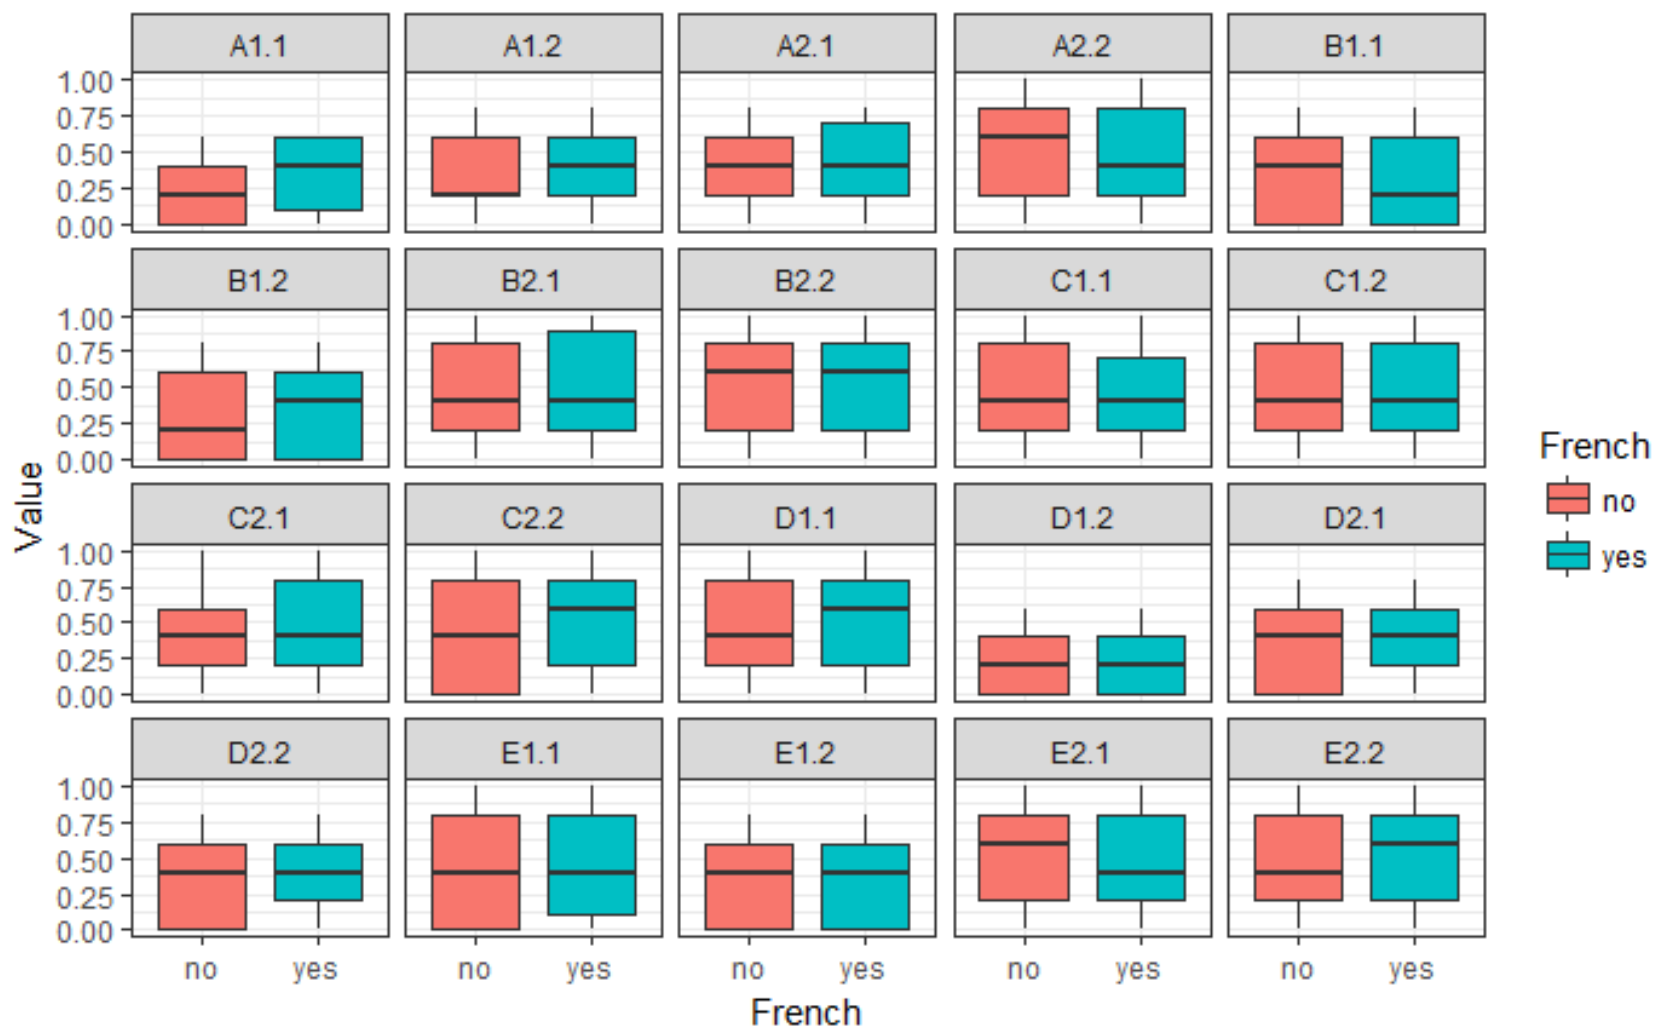 A1.1 A1.2 A2.1 A2.2 B1.1
1.00
0.75
0.50
0.25
0.00
B1.2 B2.1 B2.2 C1.1 C1.2
1.00
0.75
0.50
0.25
0.00
C2.1 C2.2 D1.1 D1.2 D2.1
1.00
0.75
0.50
0.25
0.00
D2.2 E1.1 E1.2 E2.1 E2.2
1.00
0.75
0.50
0.25
0.00
no yes no yes no yes no yes no yes
French
Value
French
no
yes